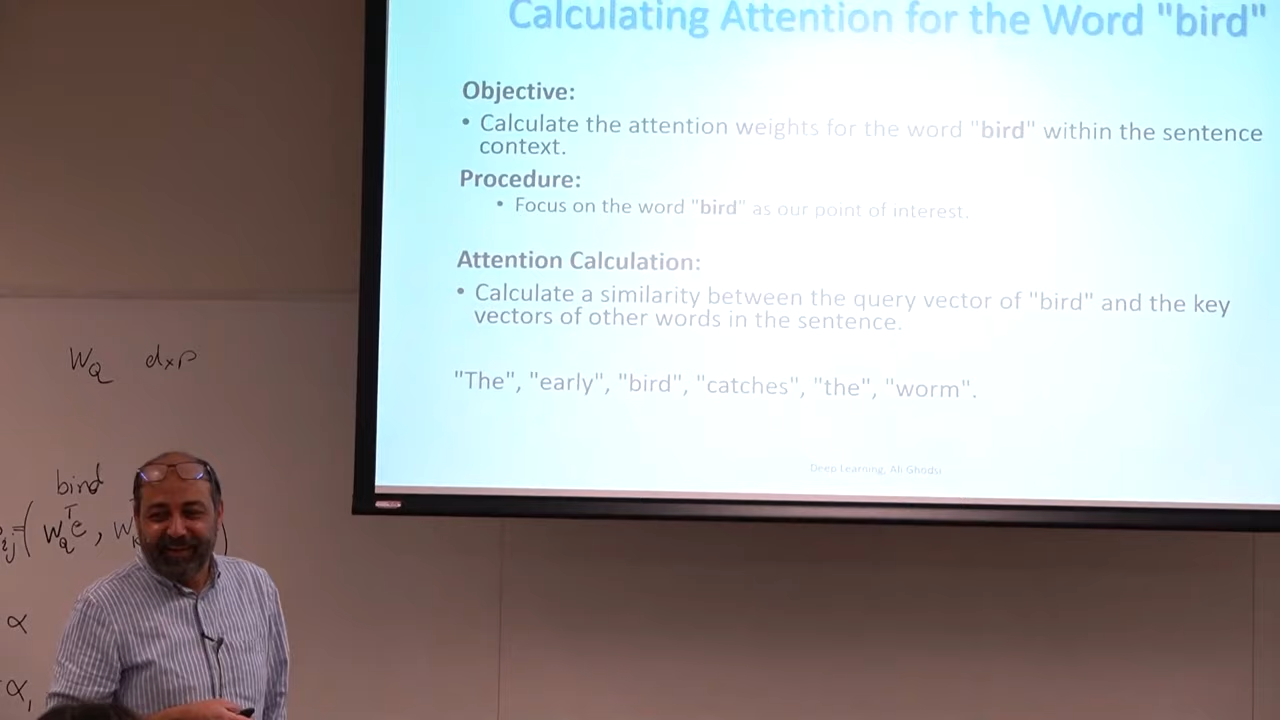 Calculating Attention for the Word "bird"
Objective:
• Calculate the attention weights for the word "bird" within the sentence
context.
Procedure:
• Focus on the word "bird" as our point of interest.
Attention Calculation:
• Calculate a similarity between the query vector of "bird" and the key
vectors of other words in the sentence.
"The", "early", "bird", "catches", "the", "worm".
Deep Learning, Ali Ghodsi
W_Q d×p
bird
W_Q^T e , W
α
α₁